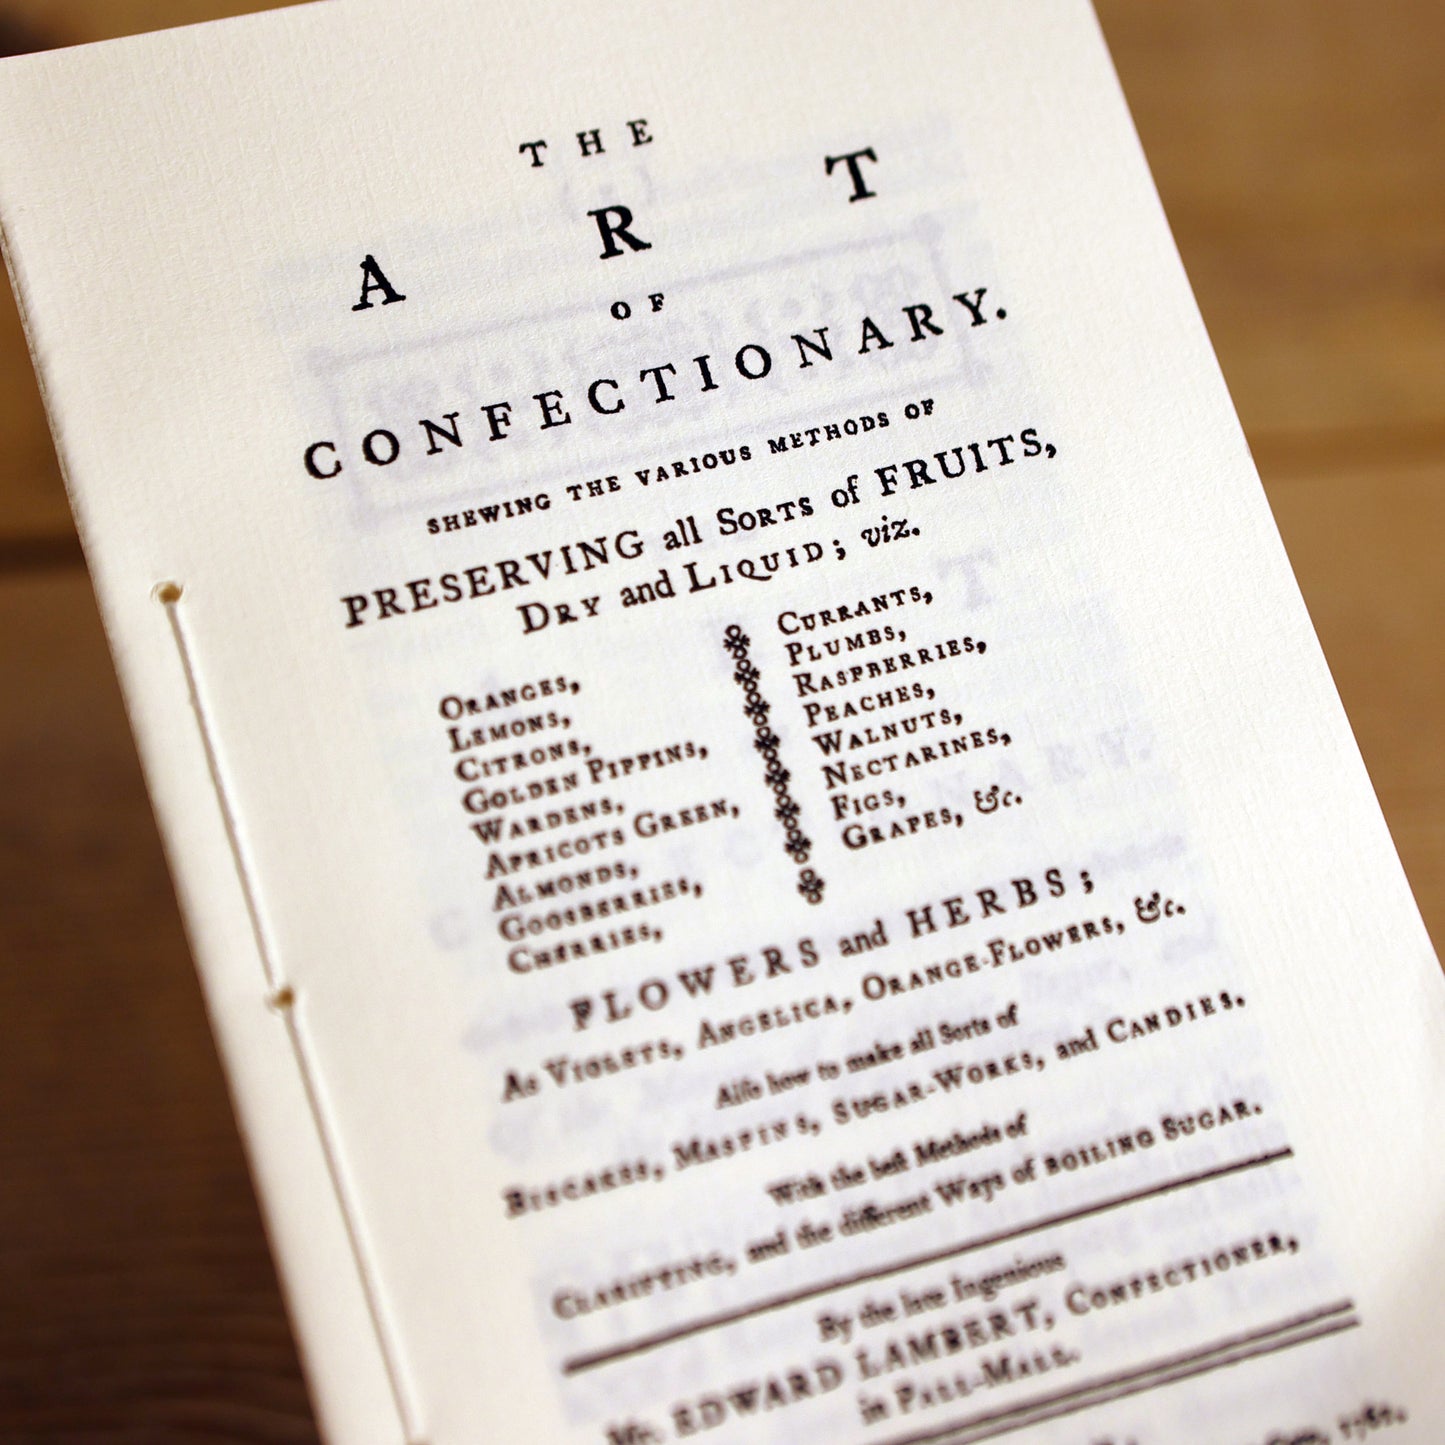 THE
ART
OF
CONFECTIONARY.
SHEWING THE VARIOUS METHODS OF
PRESERVING all SORTS of FRUITS,
DRY and LIQUID; viz.
ORANGES,
LEMONS,
CITRONS,
GOLDEN PIPPINS,
WARDENS,
APRICOTS GREEN,
ALMONDS,
GOOSBERRIES,
CHERRIES,
CURRANTS,
PLUMBS,
RASPBERRIES,
PEACHES,
WALNUTS,
NECTARINES,
FIGS,
GRAPES, &c.
FLOWERS and HERBS;
As VIOLETS, ANGELICA, ORANGE-FLOWERS, &c.
Alſo how to make all Sorts of
BISCAKES, MASPINS, SUGAR-WORKS, and CANDIES.
With the beſt Methods of
CLARIFYING, and the different Ways of BOILING SUGAR.
By the late Ingenious
Mr. EDWARD LAMBERT, CONFECTIONER,
in PALL-MALL.